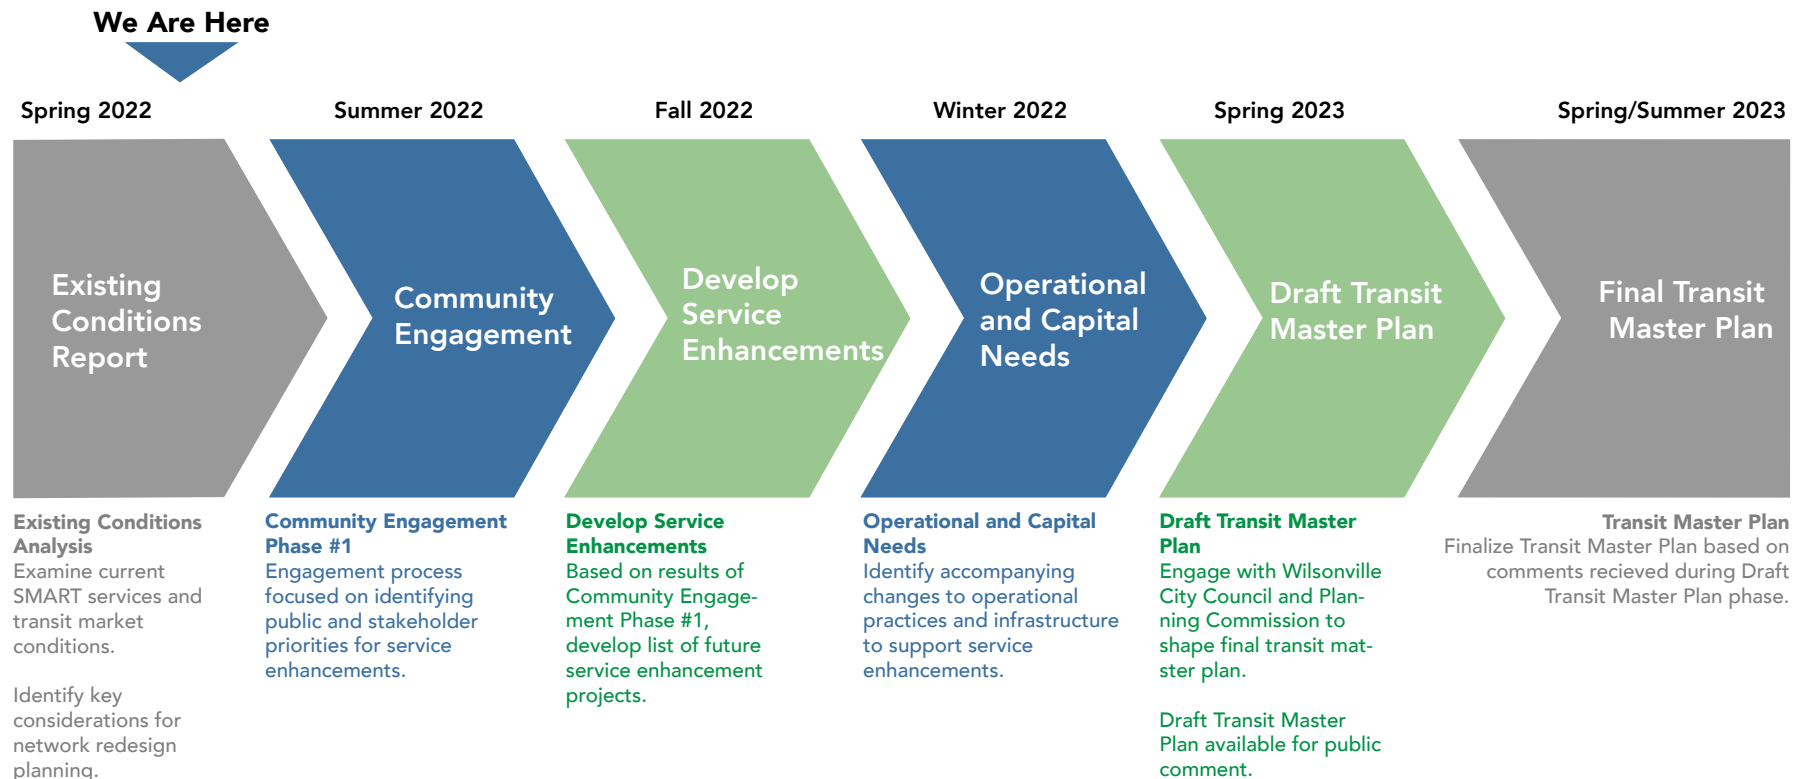 We Are Here
Spring 2022
Summer 2022
Fall 2022
Winter 2022
Spring 2023
Spring/Summer 2023
Existing
Conditions
Report
Community
Engagement
Develop
Service
Enhancements
Operational
and Capital
Needs
Draft Transit
Master Plan
Final Transit
Master Plan
Existing Conditions
Analysis
Examine current
SMART services and
transit market
conditions.
Identify key
considerations for
network redesign
planning.
Community Engagement
Phase #1
Engagement process
focused on identifying
public and stakeholder
priorities for service
enhancements.
Develop Service
Enhancements
Based on results of
Community Engage-
ment Phase #1,
develop list of future
service enhancement
projects.
Operational and Capital
Needs
Identify accompanying
changes to operational
practices and infrastructure
to support service
enhancements.
Draft Transit Master
Plan
Engage with Wilsonville
City Council and Plan-
ning Commission to
shape final transit mat-
ster plan.
Draft Transit Master
Plan available for public
comment.
Transit Master Plan
Finalize Transit Master Plan based on
comments recieved during Draft
Transit Master Plan phase.